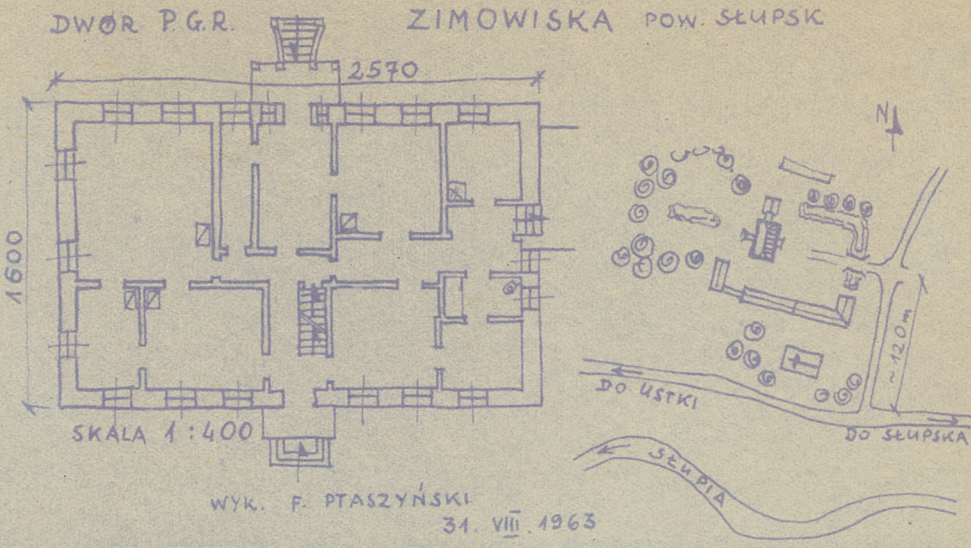 DWÓR P.G.R. ZIMOWISKA POW. SŁUPSK
2570
1600
N
~120 m
DO USTKI
DO SŁUPSKA
SŁUPIA
SKALA 1:400
WYK. F. PTASZYŃSKI
31. VIII. 1963